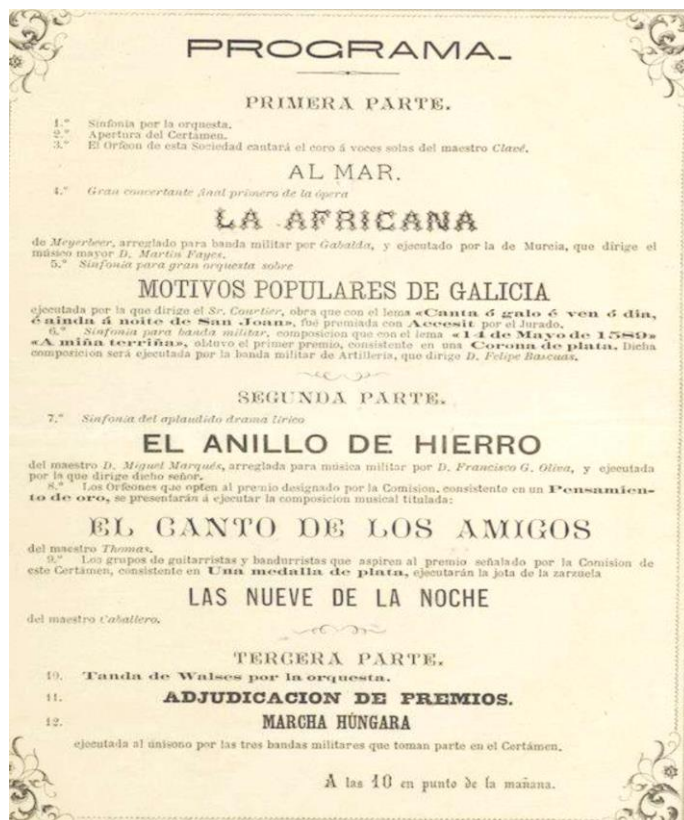 PROGRAMA.
PRIMERA PARTE.
1.º Sinfonia por la orquesta.
2.º Apertura del Certámen.
3.º El Orfeon de esta Sociedad cantará el coro á voces solas del maestro Clavé.
AL MAR.
4.º Gran concertante final primero de la ópera
LA AFRICANA
de Meyerbeer, arreglado para banda militar por Gabalda, y ejecutado por la de Murcia, que dirige el
músico mayor D. Martin Fayes.
5.º Sinfonía para gran orquesta sobre
MOTIVOS POPULARES DE GALICIA
ejecutada por la que dirige el Sr. Courtier, obra que con el lema «Canta ó galo é ven ó dia,
é ainda á noite de San Joan», fué premiada con Accesit por el Jurado.
6.º Sinfonía para banda militar, composicion que con el lema «14 de Mayo de 1589»
«A miña terriña», obtuvo el primer premio, consistente en una Corona de plata. Dicha
composicion será ejecutada por la banda militar de Artillería, que dirige D. Felipe Bascuas.
SEGUNDA PARTE.
7.º Sinfonía del aplaudido drama lírico
EL ANILLO DE HIERRO
del maestro D. Miguel Marqués, arreglada para música militar por D. Francisco G. Oliva, y ejecutada
por la que dirige dicho señor.
8.º Los Orfeones que opten al premio designado por la Comision, consistente en un Pensamien-
to de oro, se presentarán á ejecutar la composicion musical titulada:
EL CANTO DE LOS AMIGOS
del maestro Thomas.
9.º Los grupos de guitarristas y bandurristas que aspiren al premio señalado por la Comision de
este Certámen, consistente en Una medalla de plata, ejecutarán la jota de la zarzuela
LAS NUEVE DE LA NOCHE
del maestro Caballero.
TERCERA PARTE.
10. Tanda de Walses por la orquesta.
11. ADJUDICACION DE PREMIOS.
12. MARCHA HÚNGARA
ejecutada al unísono por las tres bandas militares que toman parte en el Certámen.
A las 10 en punto de la mañana.